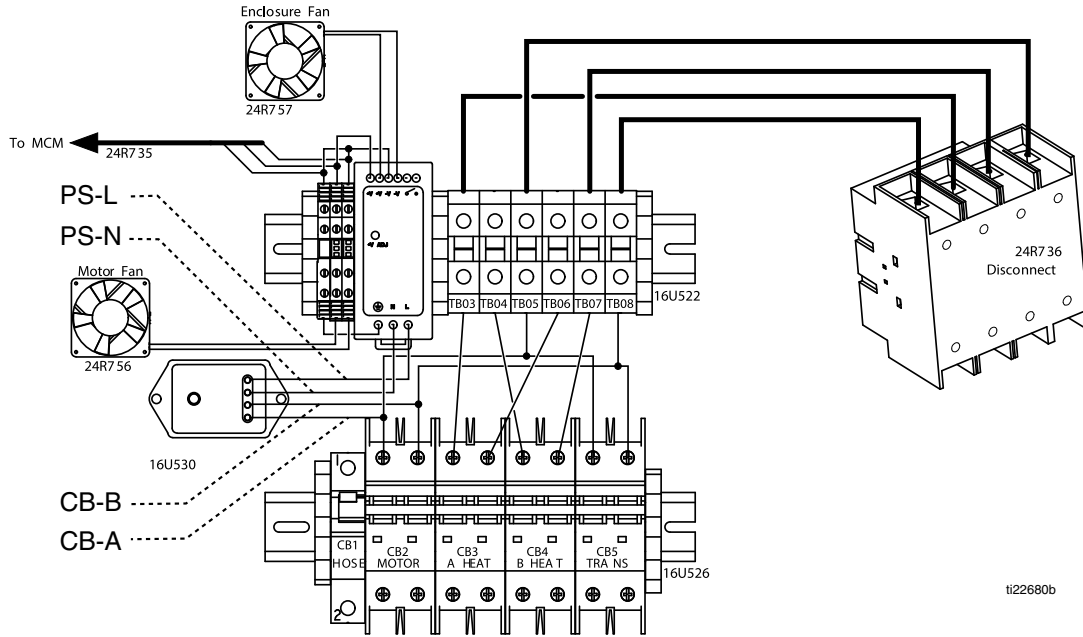 Enclosure Fan
24R757
To MCM
24R735
PS-L
PS-N
Motor Fan
24R756
N L
TB03 TB04 TB05 TB06 TB07 TB08
16U522
24R736
Disconnect
16U530
CB-B
CB-A
1
CB1
HOSE
2
CB2
MOTOR
CB3
A HEAT
CB4
B HEAT
CB5
TRANS
16U526
ti22680b